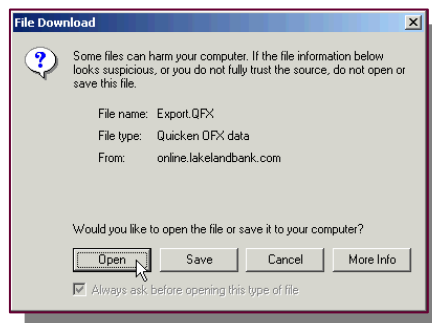 File Download
Some files can harm your computer. If the file information below
looks suspicious, or you do not fully trust the source, do not open or
save this file.
File name: Export.QFX
File type: Quicken OFX data
From: online.lakelandbank.com
Would you like to open the file or save it to your computer?
Open Save Cancel More Info
Always ask before opening this type of file